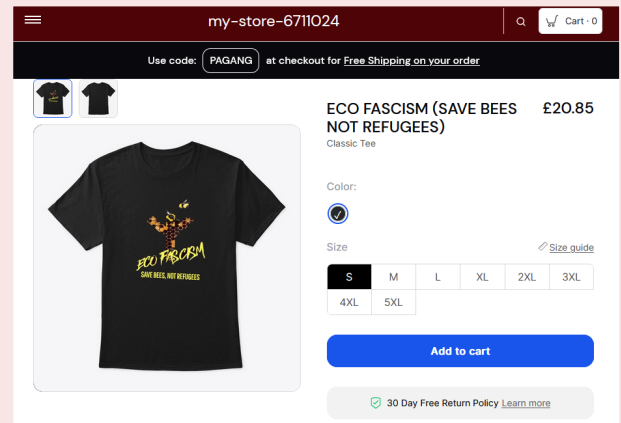 my-store-6711024
Cart · 0
Use code: PAGANG at checkout for Free Shipping on your order
ECO FASCISM (SAVE BEES NOT REFUGEES)
£20.85
Classic Tee
Color:
Size
Size guide
S M L XL 2XL 3XL
4XL 5XL
Add to cart
30 Day Free Return Policy Learn more
ECO FASCISM
SAVE BEES, NOT REFUGEES